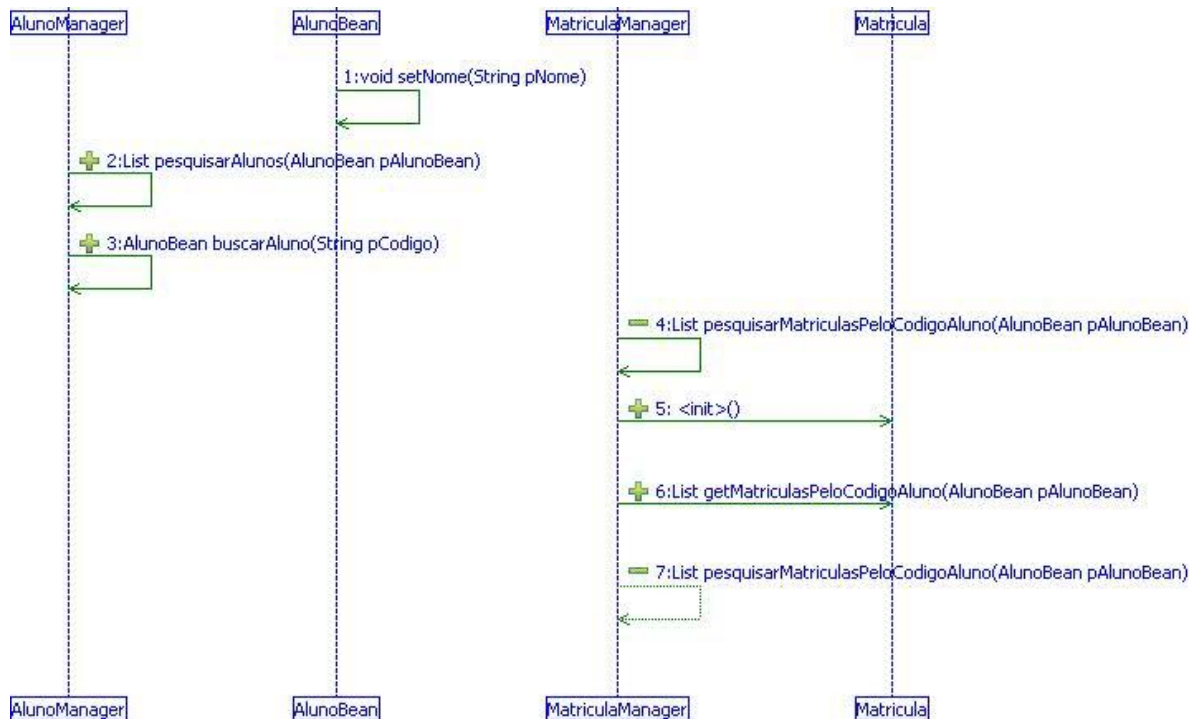 AlunoManager AlunoBean MatriculaManager Matricula
1:void setNome(String pNome)
2:List pesquisarAlunos(AlunoBean pAlunoBean)
3:AlunoBean buscarAluno(String pCodigo)
4:List pesquisarMatriculasPeloCodigoAluno(AlunoBean pAlunoBean)
5: <init>()
6:List getMatriculasPeloCodigoAluno(AlunoBean pAlunoBean)
7:List pesquisarMatriculasPeloCodigoAluno(AlunoBean pAlunoBean)
AlunoManager AlunoBean MatriculaManager Matricula